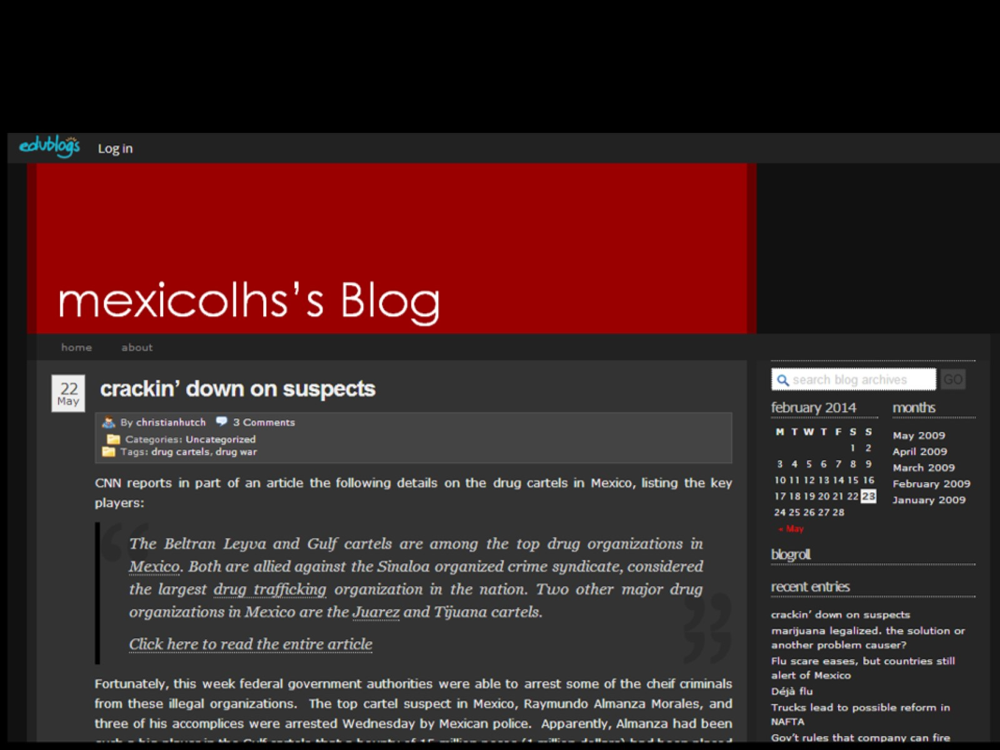 edublogs Log in
mexicolhs's Blog
home about
22
May
crackin' down on suspects
By christianhutch 3 Comments
Categories: Uncategorized
Tags: drug cartels, drug war
CNN reports in part of an article the following details on the drug cartels in Mexico, listing the key
players:
The Beltran Leyva and Gulf cartels are among the top drug organizations in
Mexico. Both are allied against the Sinaloa organized crime syndicate, considered
the largest drug trafficking organization in the nation. Two other major drug
organizations in Mexico are the Juarez and Tijuana cartels.
Click here to read the entire article
Fortunately, this week federal government authorities were able to arrest some of the cheif criminals
from these illegal organizations. The top cartel suspect in Mexico, Raymundo Almanza Morales, and
three of his accomplices were arrested Wednesday by Mexican police. Apparently, Almanza had been
search blog archives GO
february 2014
M T W T F S S
1 2
3 4 5 6 7 8 9
10 11 12 13 14 15 16
17 18 19 20 21 22 23
24 25 26 27 28
« May
months
May 2009
April 2009
March 2009
February 2009
January 2009
blogroll
recent entries
crackin' down on suspects
marijuana legalized. the solution or
another problem causer?
Flu scare eases, but countries still
alert of Mexico
Déjà flu
Trucks lead to possible reform in
NAFTA
Gov't rules that company can fire